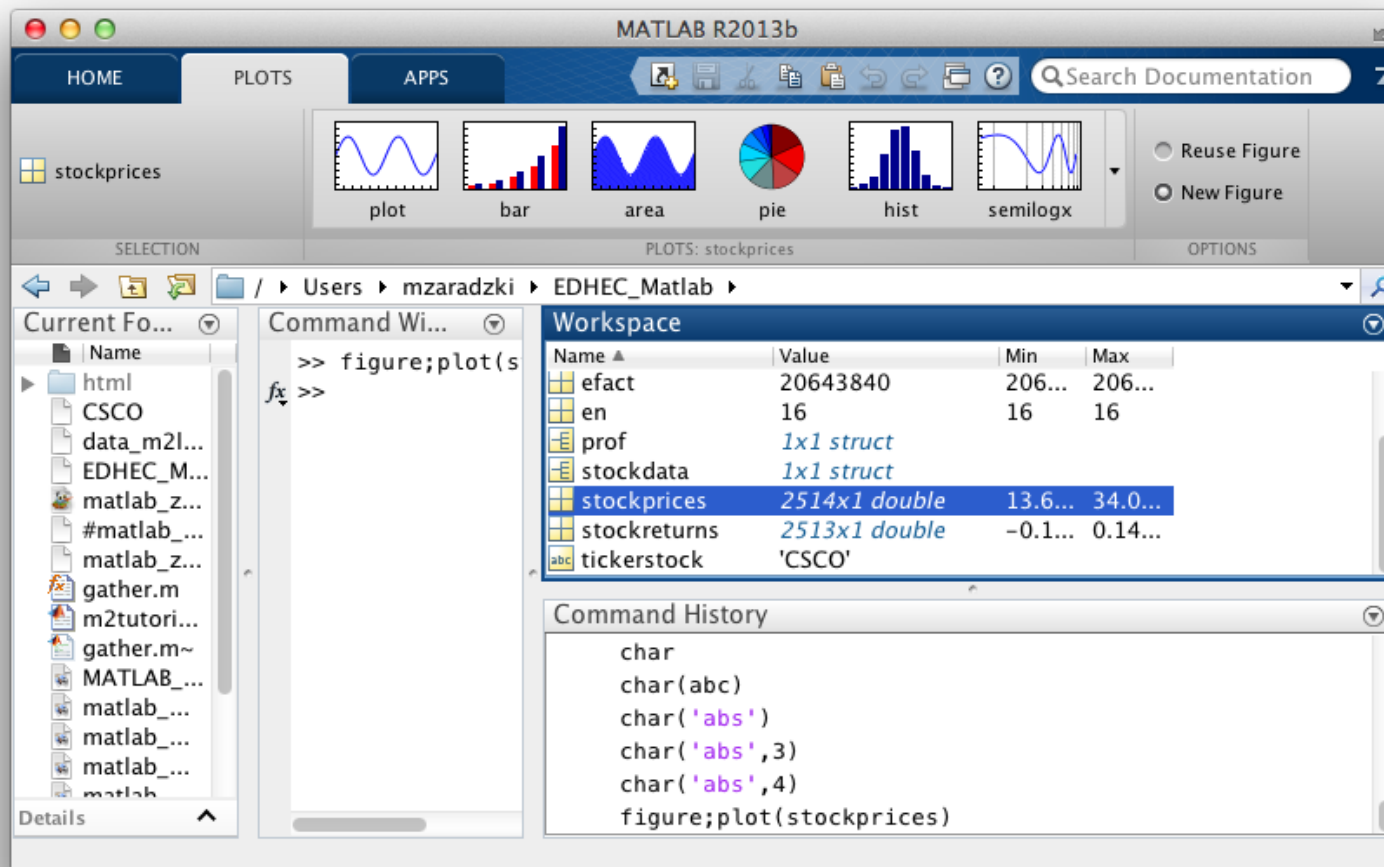 MATLAB R2013b
HOME PLOTS APPS Search Documentation
stockprices
plot bar area pie hist semilogx
Reuse Figure
New Figure
SELECTION PLOTS: stockprices OPTIONS
/ Users mzaradzki EDHEC_Matlab
Current Fo...
Name
html
CSCO
data_m2l...
EDHEC_M...
matlab_z...
#matlab_...
matlab_z...
gather.m
m2tutori...
gather.m~
MATLAB_...
matlab_...
matlab_...
matlab_...
matlab
Details
Command Wi...
>> figure;plot(s
fx >>
Workspace
Name Value Min Max
efact 20643840 206... 206...
en 16 16 16
prof 1x1 struct
stockdata 1x1 struct
stockprices 2514x1 double 13.6... 34.0...
stockreturns 2513x1 double -0.1... 0.14...
abc tickerstock 'CSCO'
Command History
char
char(abc)
char('abs')
char('abs',3)
char('abs',4)
figure;plot(stockprices)